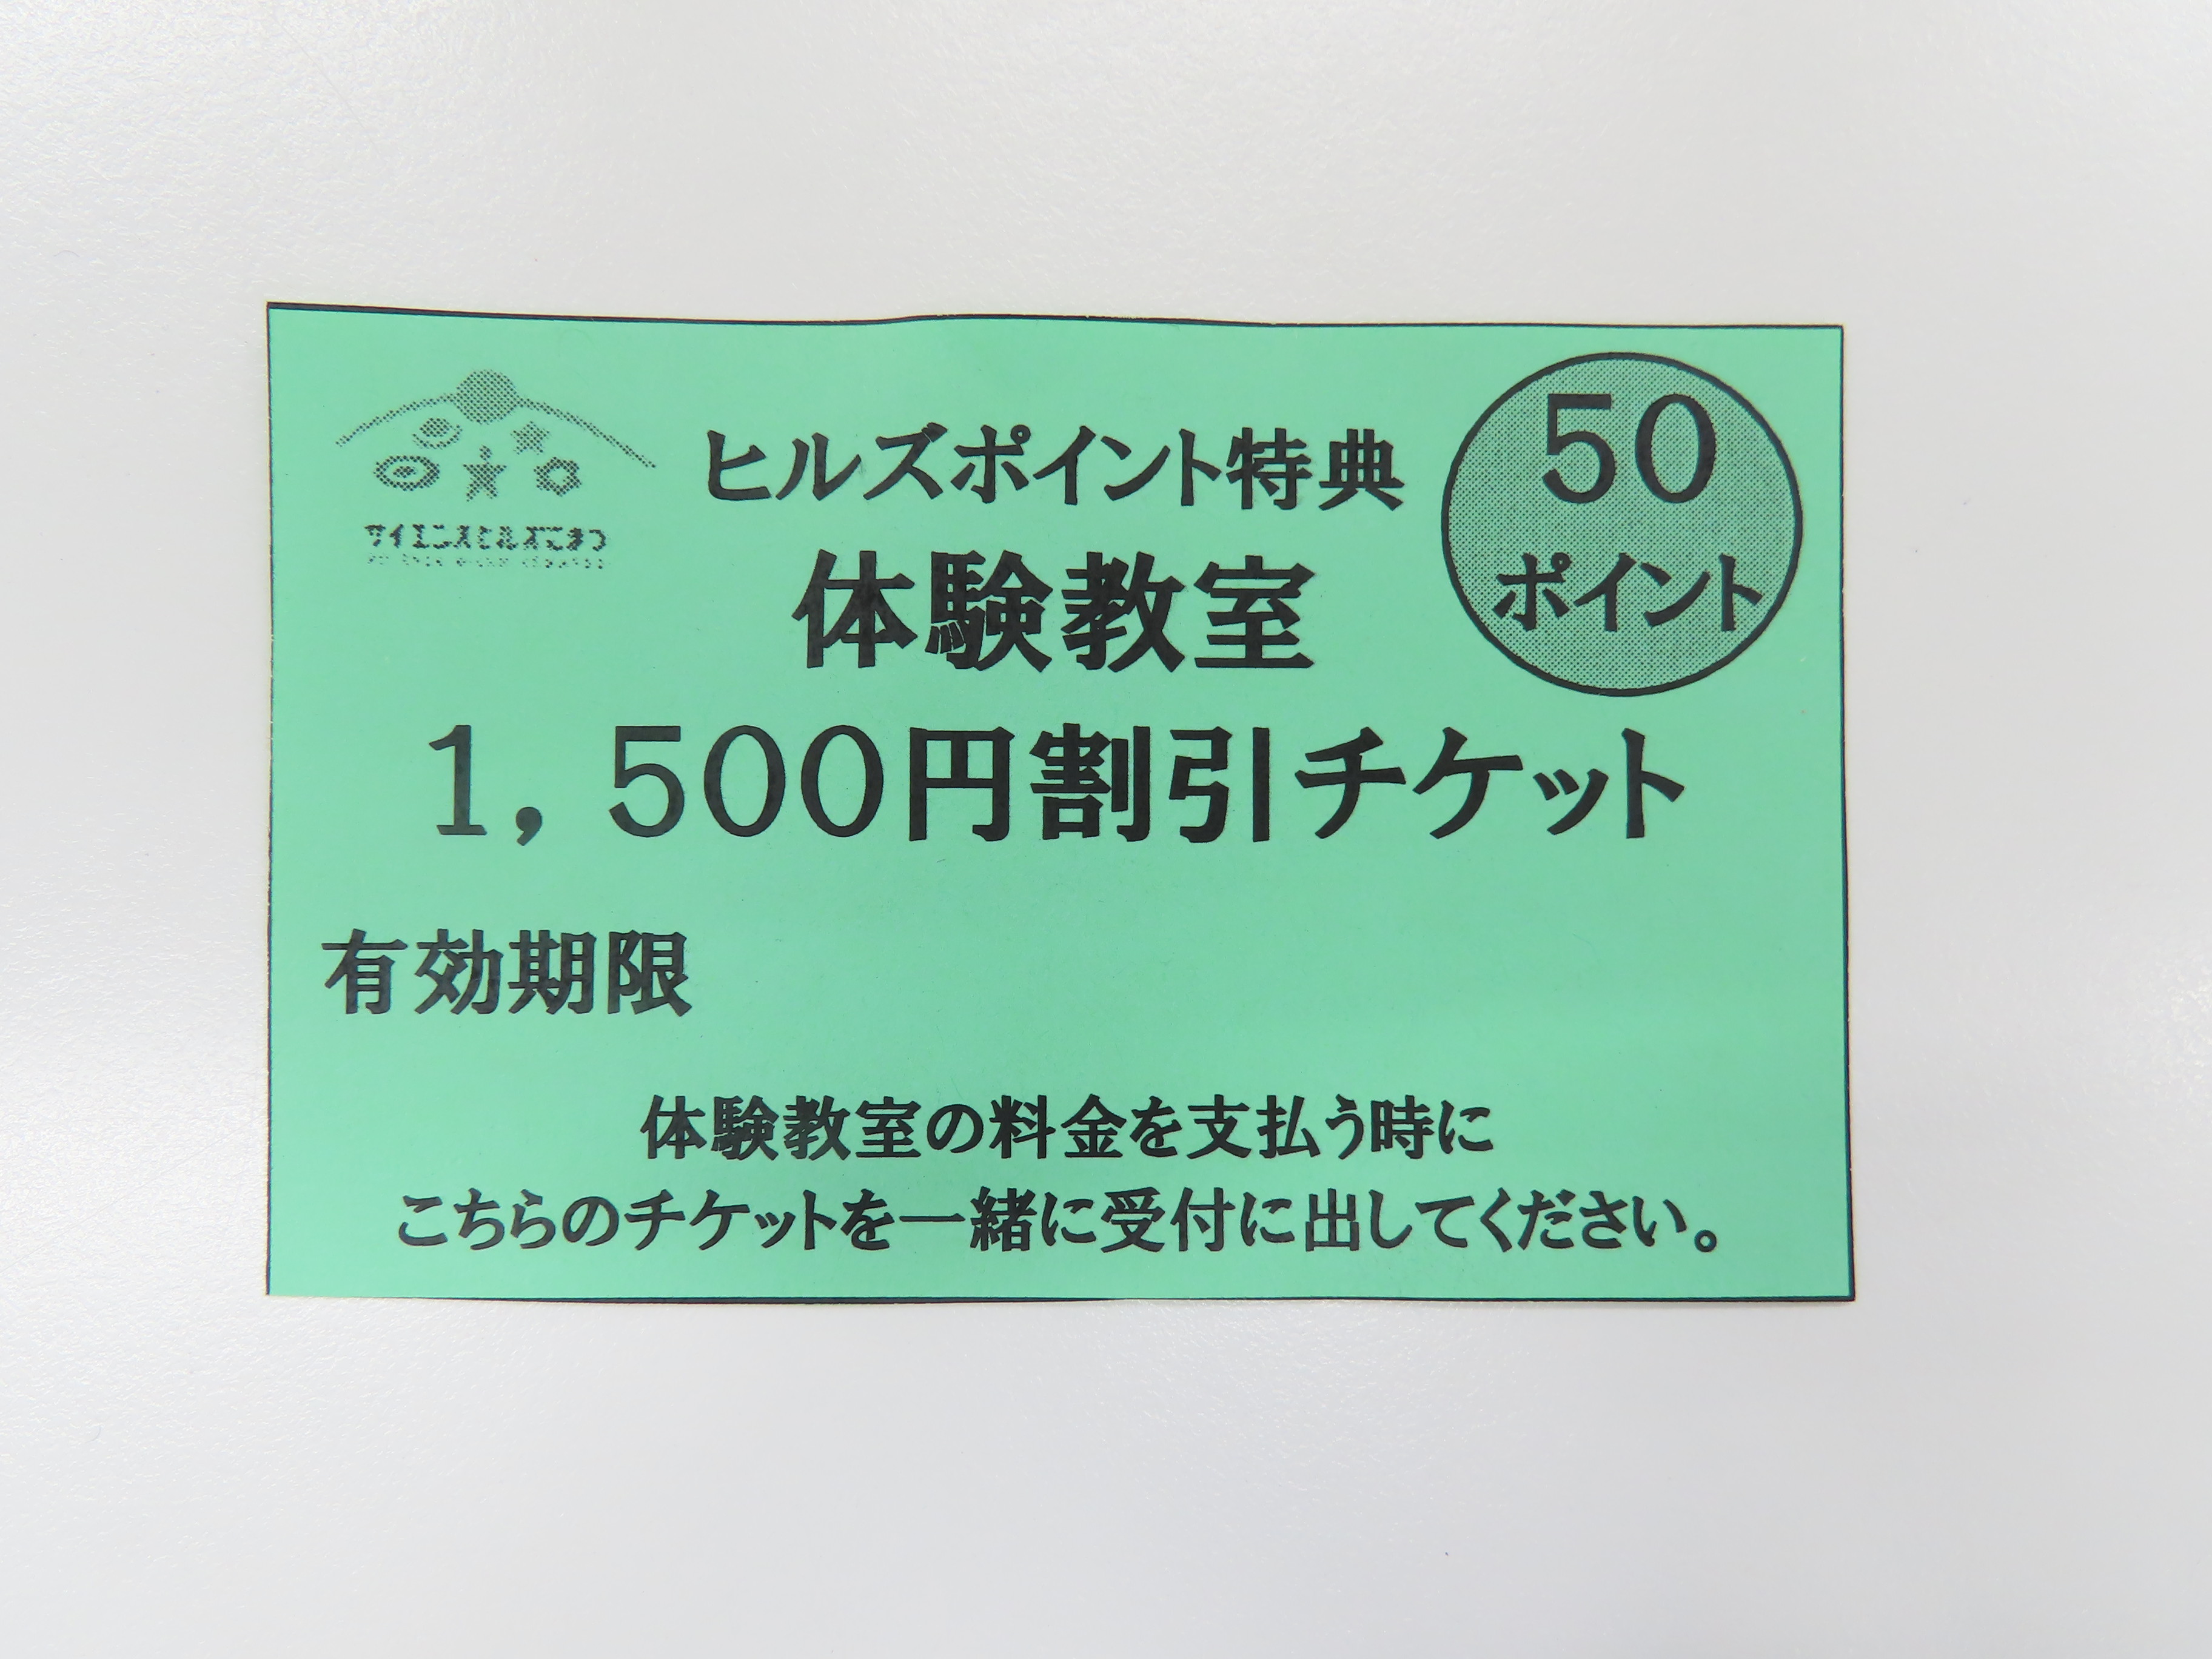 ヒルズポイント特典
50
ポイント
サイエンスヒルズこまつ
体験教室
1,500円割引チケット
有効期限
体験教室の料金を支払う時に
こちらのチケットを一緒に受付に出してください。